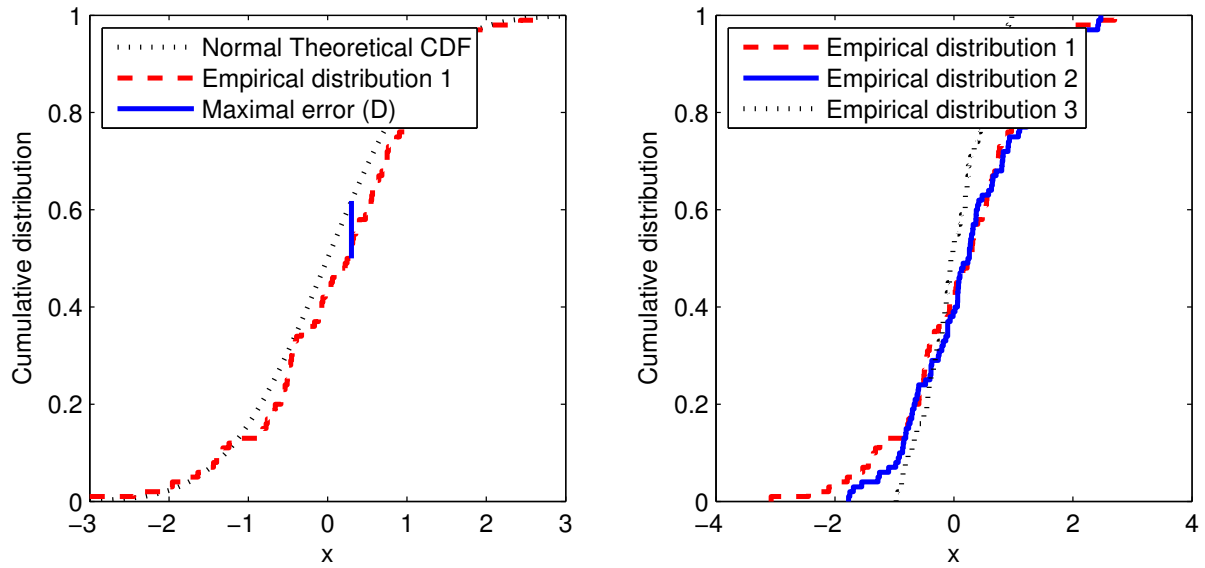 Normal Theoretical CDF
Empirical distribution 1
Maximal error (D)
Cumulative distribution
1
0.8
0.6
0.4
0.2
0
−3
−2
−1
0
1
2
3
x
Empirical distribution 1
Empirical distribution 2
Empirical distribution 3
Cumulative distribution
1
0.8
0.6
0.4
0.2
0
−4
−2
0
2
4
x